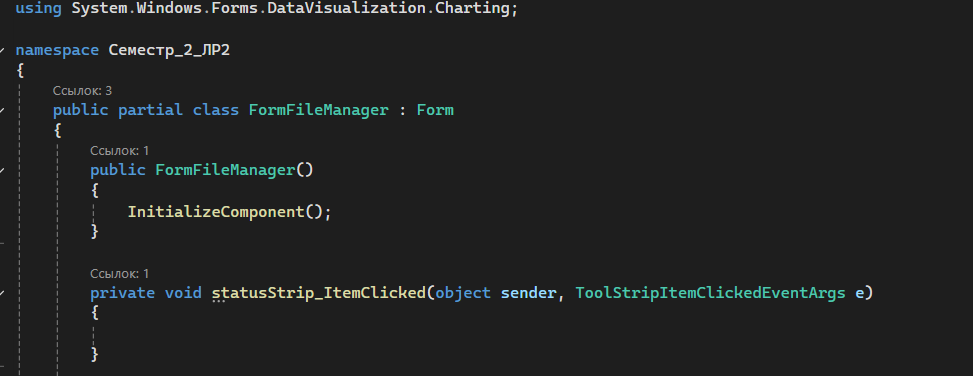 using System.Windows.Forms.DataVisualization.Charting;
namespace Семестр_2_ЛР2
{
Ссылок: 3
public partial class FormFileManager : Form
{
Ссылок: 1
public FormFileManager()
{
InitializeComponent();
}
Ссылок: 1
private void statusStrip_ItemClicked(object sender, ToolStripItemClickedEventArgs e)
{
}